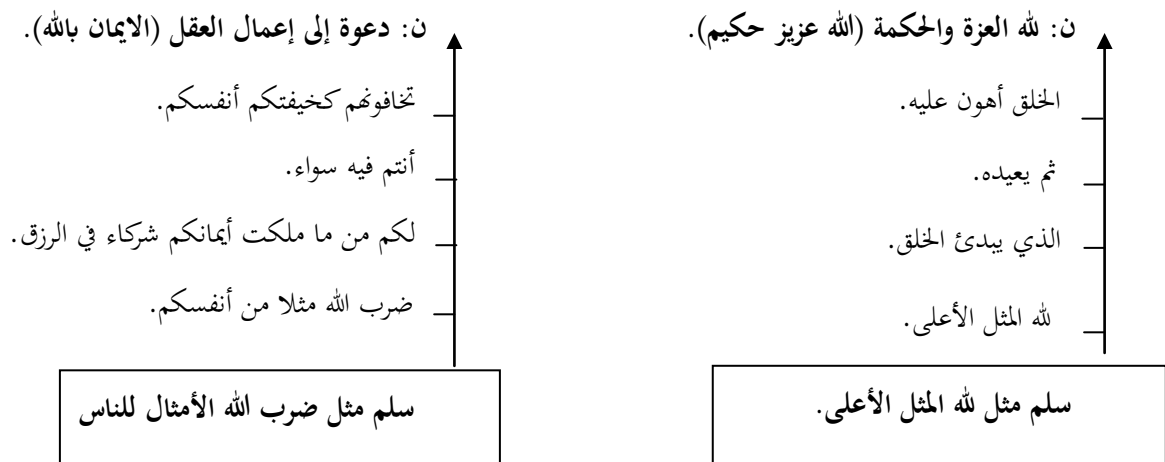 ن: لله العزة والحكمة (الله عزيز حكيم).
الخلق أهون عليه.
ثم يعيده.
الذي يبدئ الخلق.
لله المثل الأعلى.
سلم مثل لله المثل الأعلى.
ن: دعوة إلى إعمال العقل (الايمان بالله).
تخافونهم كخيفتكم أنفسكم.
أنتم فيه سواء.
لكم من ما ملكت أيمانكم شركاء في الرزق.
ضرب الله مثلا من أنفسكم.
سلم مثل ضرب الله الأمثال للناس